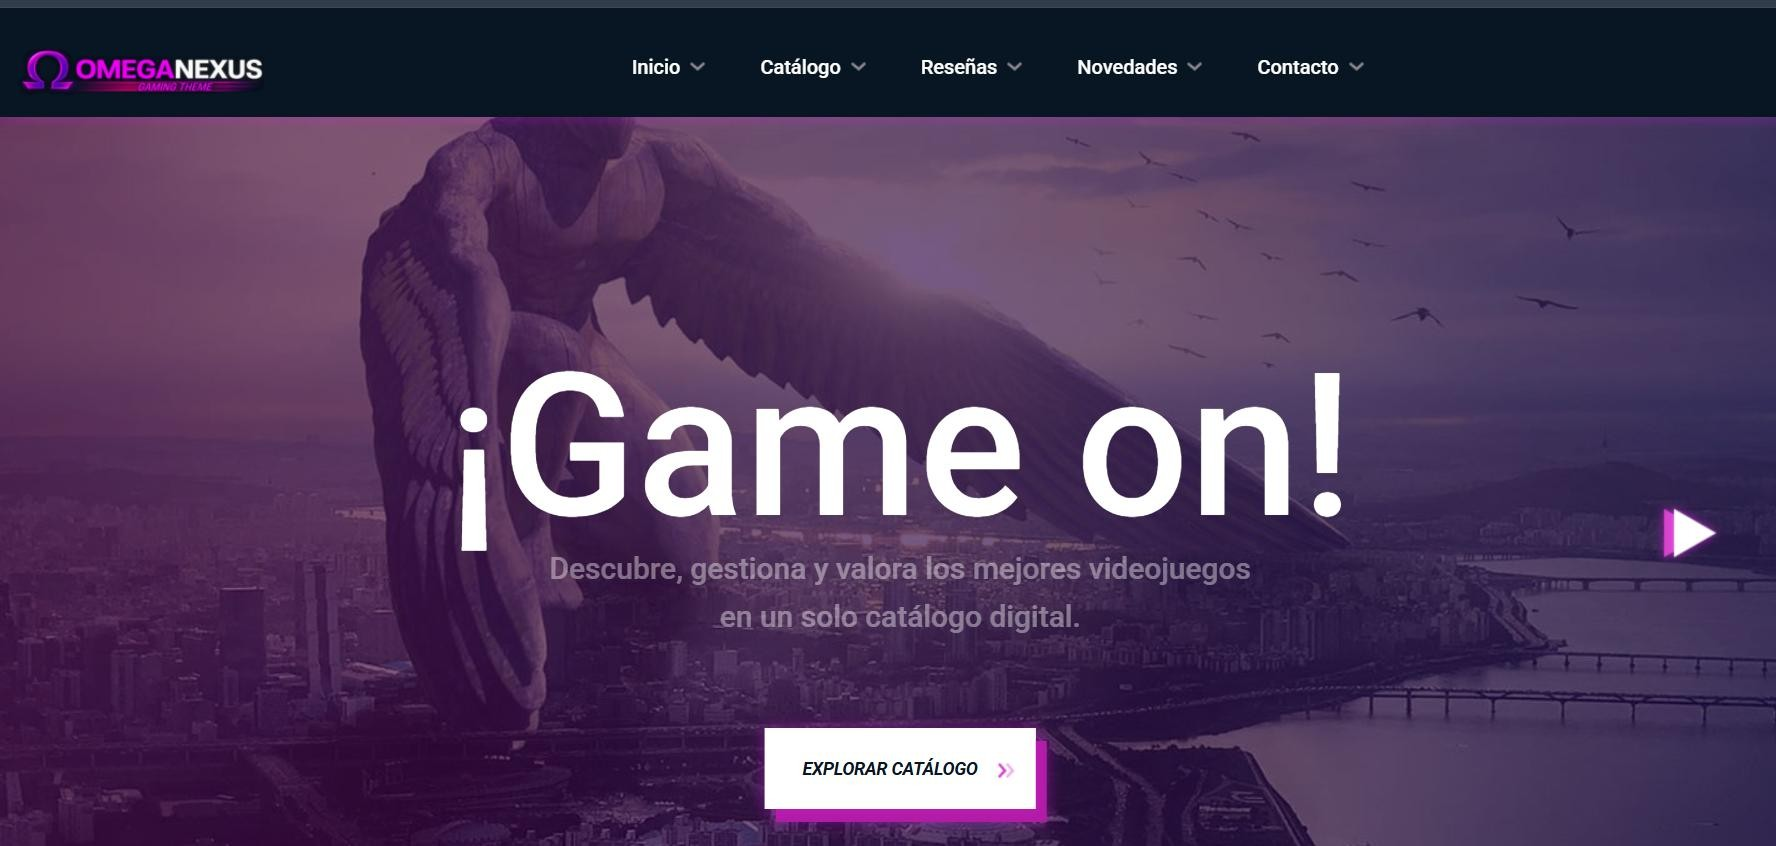 OMEGANEXUS
GAMING THEME
Inicio Catálogo Reseñas Novedades Contacto
¡Game on!
Descubre, gestiona y valora los mejores videojuegos
en un solo catálogo digital.
EXPLORAR CATÁLOGO